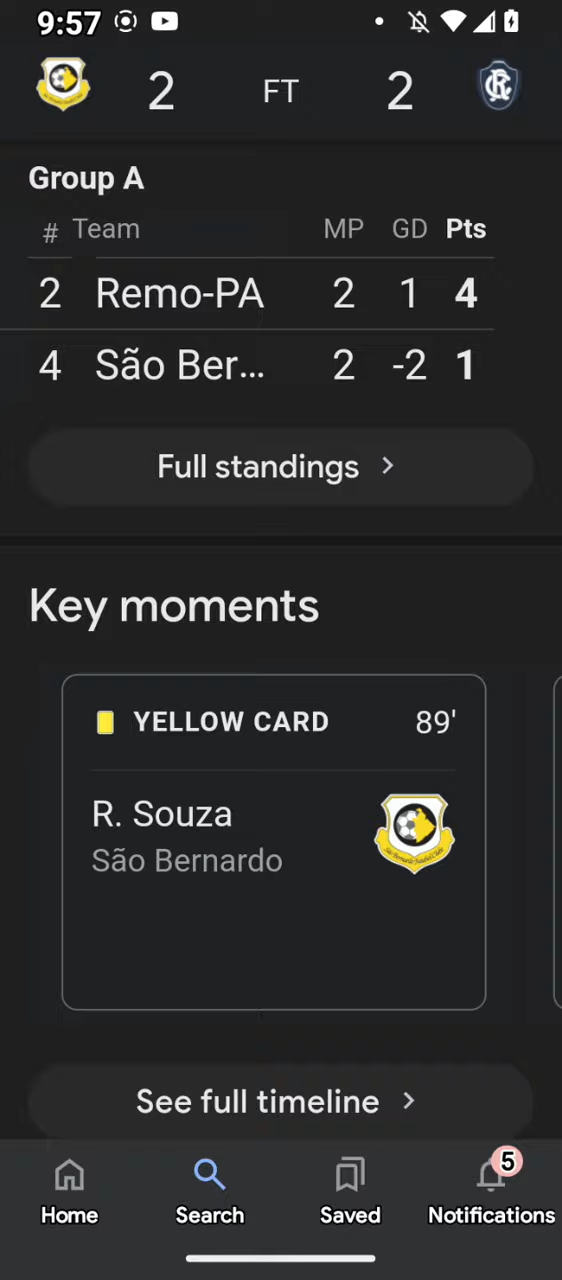 9:57
2 FT 2
Group A
# Team MP GD Pts
2 Remo-PA 2 1 4
4 São Ber... 2 -2 1
Full standings
Key moments
YELLOW CARD 89'
R. Souza
São Bernardo
See full timeline
5
Home Search Saved Notifications